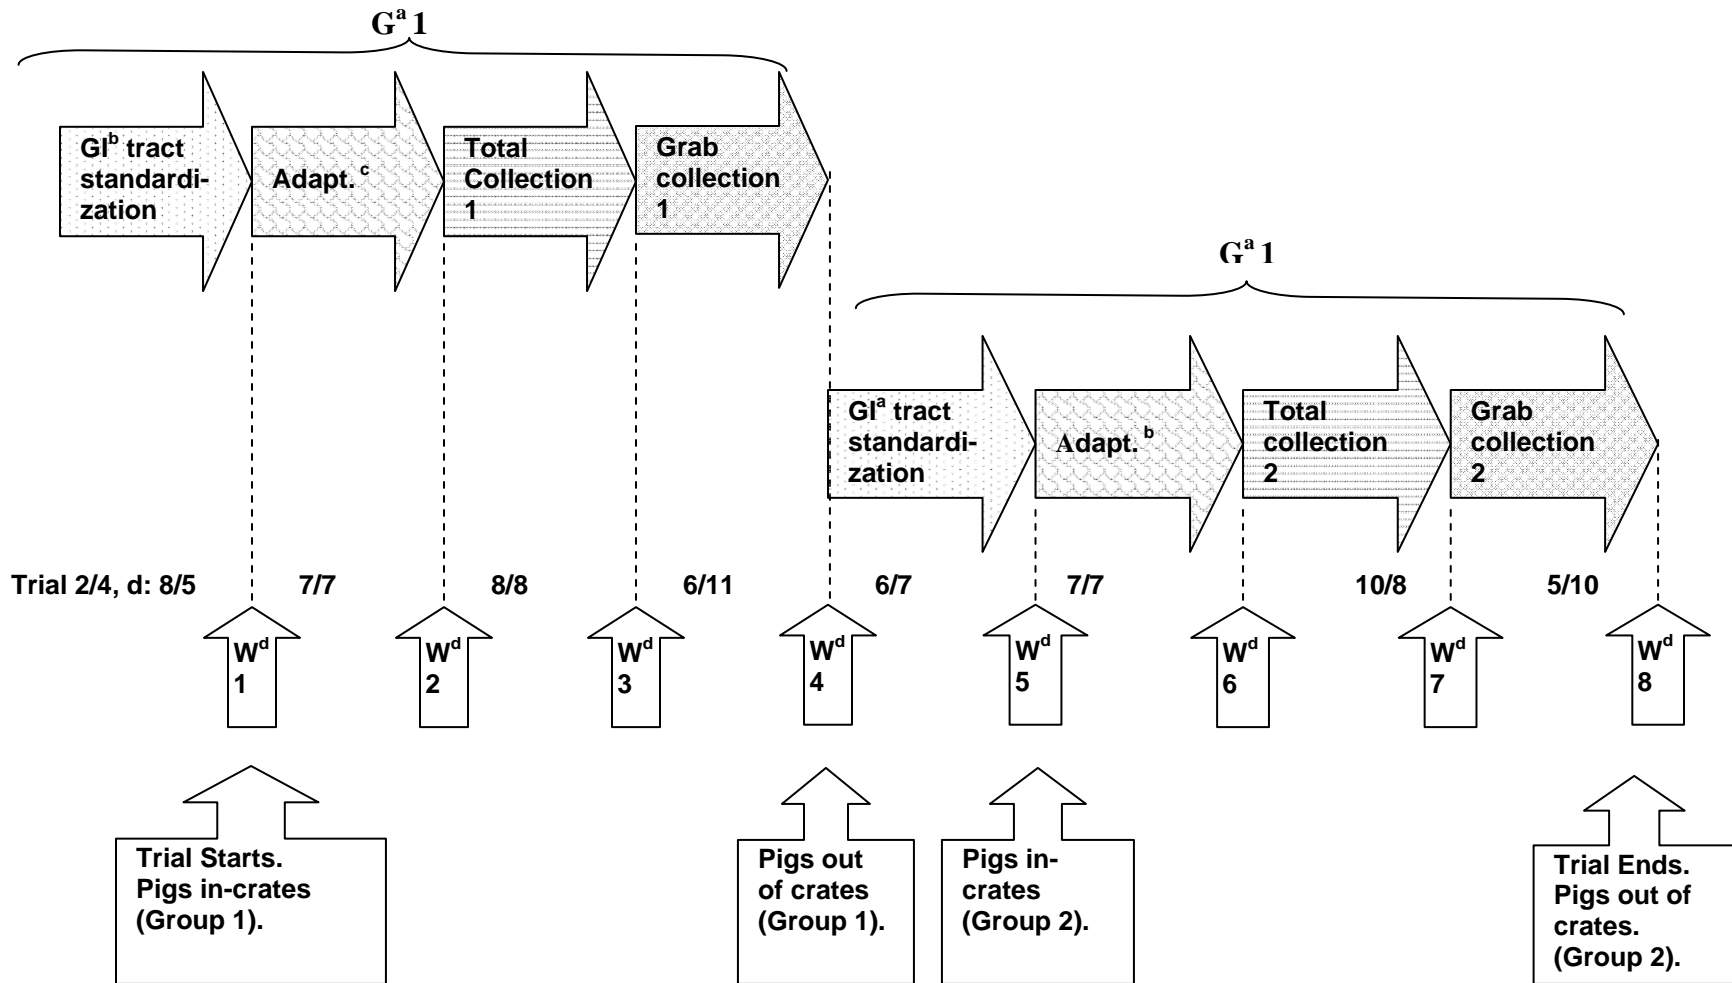 Gᵃ 1
GIᵇ tract
standardi-
zation
Adapt. ᶜ
Total
Collection
1
Grab
collection
1
Gᵃ 1
GIᵃ tract
standardi-
zation
Adapt. ᵇ
Total
collection
2
Grab
collection
2
Trial 2/4, d: 8/5 7/7 8/8 6/11 6/7 7/7 10/8 5/10
Wᵈ
1
Wᵈ
2
Wᵈ
3
Wᵈ
4
Wᵈ
5
Wᵈ
6
Wᵈ
7
Wᵈ
8
Trial Starts.
Pigs in-crates
(Group 1).
Pigs out
of crates
(Group 1).
Pigs in-
crates
(Group 2).
Trial Ends.
Pigs out of
crates.
(Group 2).